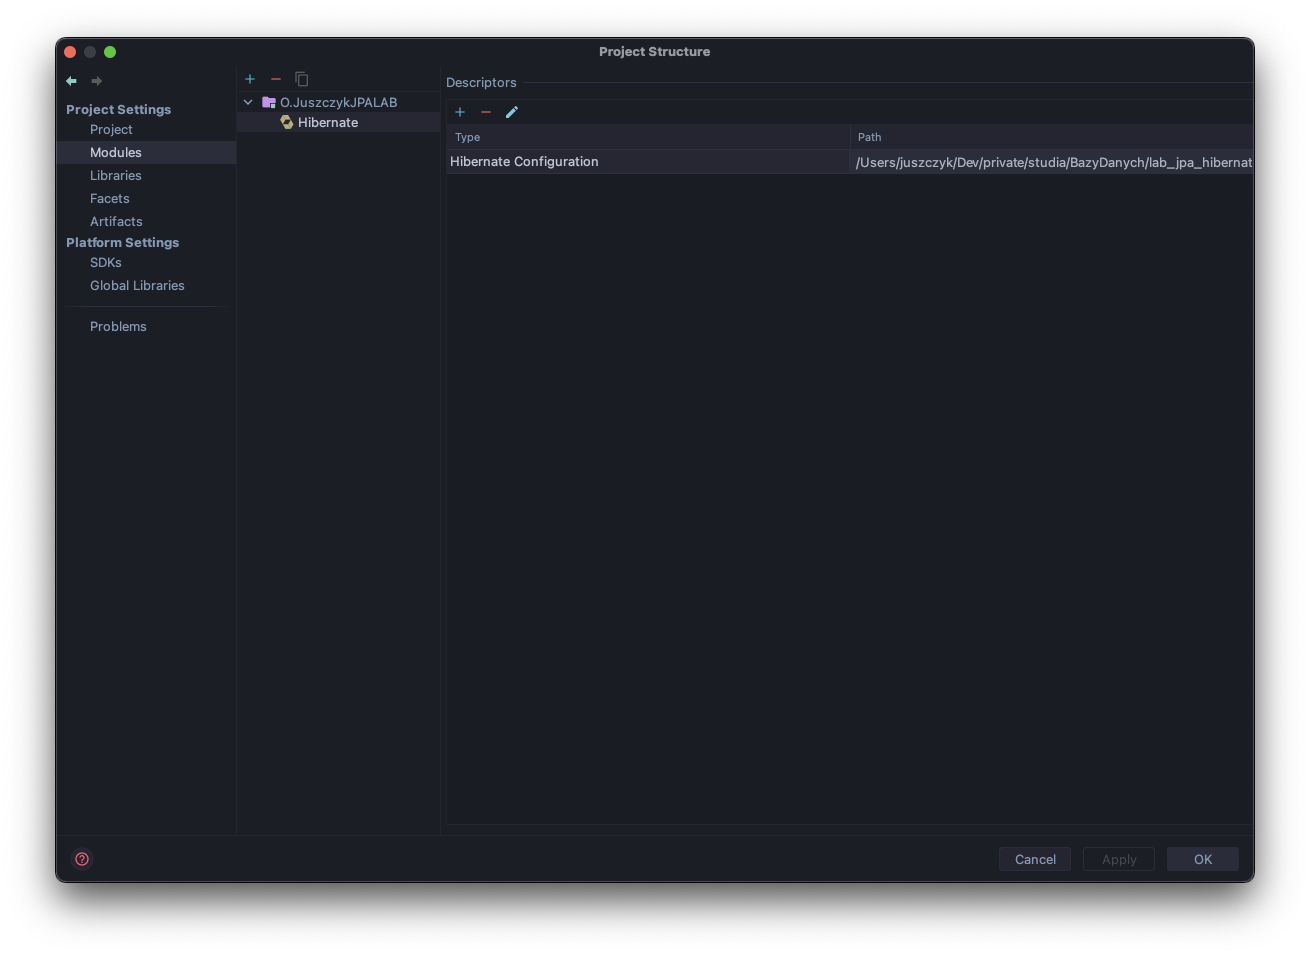 Project Structure
Project Settings
Project
Modules
Libraries
Facets
Artifacts
Platform Settings
SDKs
Global Libraries
Problems
O.JuszczykJPALAB
Hibernate
Descriptors
Type Path
Hibernate Configuration /Users/juszczyk/Dev/private/studia/BazyDanych/lab_jpa_hibernat
Cancel Apply OK